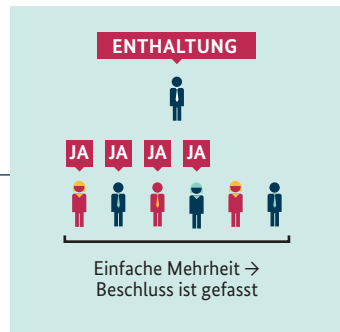 ENTHALTUNG
JA JA JA JA
Einfache Mehrheit →
Beschluss ist gefasst